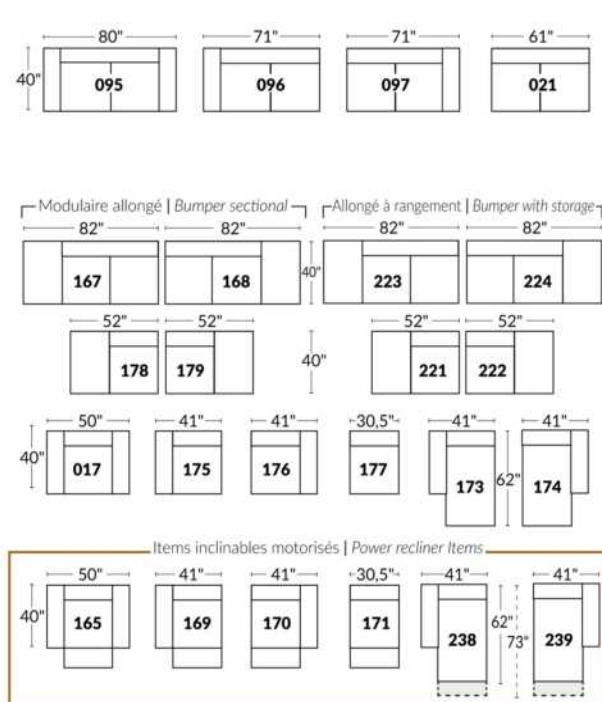 80" 71" 71" 61"
40" 095 096 097 021
Modulaire allongé | Bumper sectional Allongé à rangement | Bumper with storage
82" 82" 82" 82"
167 168 40" 223 224
52" 52" 52" 52"
178 179 40" 221 222
50" 41" 41" 30,5" 41" 41"
40" 017 175 176 177 173 62" 174
Items inclinables motorisés | Power recliner Items
50" 41" 41" 30,5" 41" 41"
40" 165 169 170 171 238 62" 73" 239